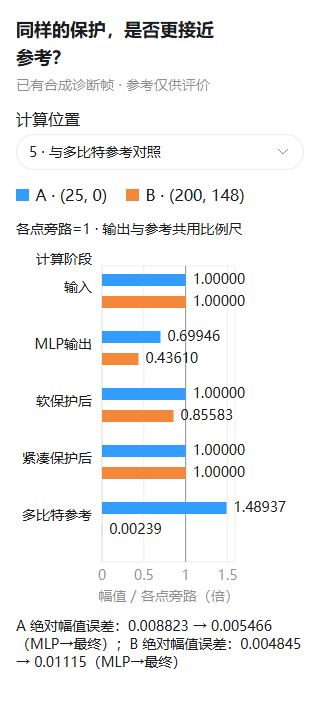 同样的保护，是否更接近
参考？
已有合成诊断帧 · 参考仅供评价
计算位置
5 · 与多比特参考对照
A · (25, 0) B · (200, 148)
各点旁路=1 · 输出与参考共用比例尺
计算阶段
输入 1.00000
1.00000
MLP输出 0.69946
0.43610
软保护后 1.00000
0.85583
紧凑保护后 1.00000
1.00000
多比特参考 1.48937
0.00239
0 0.5 1 1.5
幅值 / 各点旁路（倍）
A 绝对幅值误差：0.008823 → 0.005466
（MLP→最终）；B 绝对幅值误差：0.004845
→ 0.01115（MLP→最终）